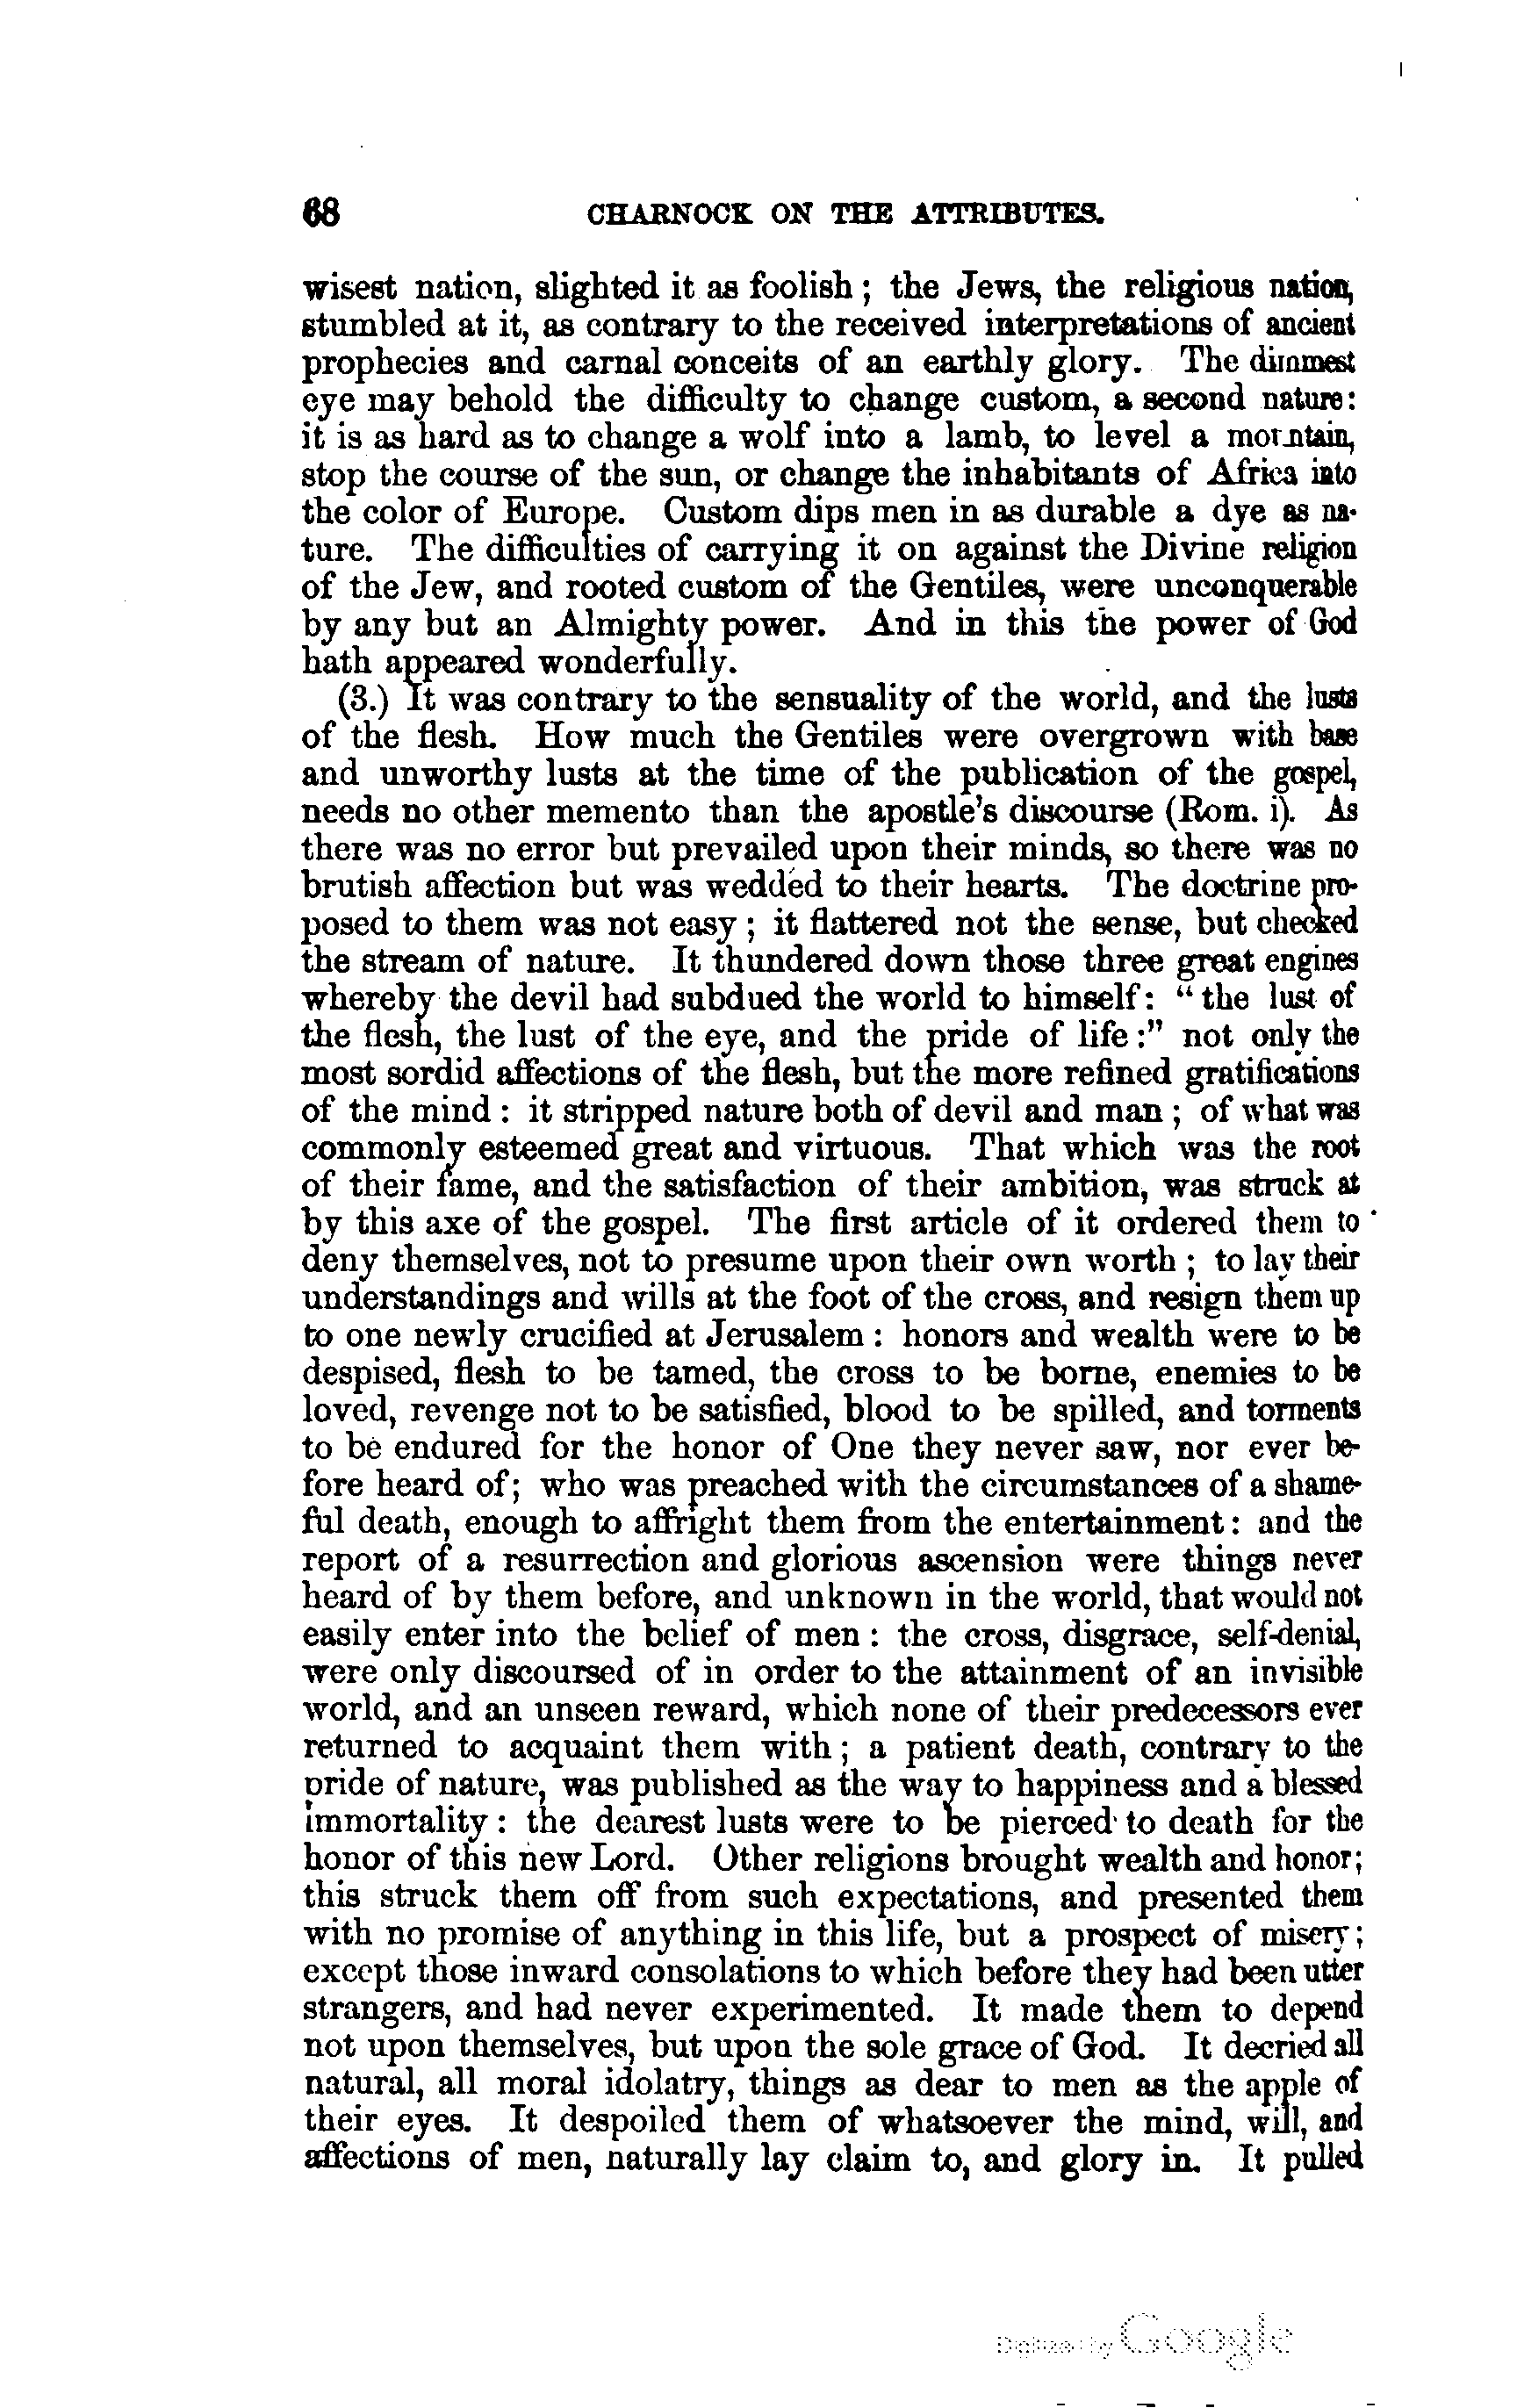 68 CHARNOCK ON THE ATTRIBUTES.
wisest nation, slighted it as foolish; the Jews, the religious nation,
stumbled at it, as contrary to the received interpretations of ancient
prophecies and carnal conceits of an earthly glory. The dimmest
eye may behold the difficulty to change custom, a second nature:
it is as hard as to change a wolf into a lamb, to level a mountain,
stop the course of the sun, or change the inhabitants of Africa into
the color of Europe. Custom dips men in as durable a dye as na-
ture. The difficulties of carrying it on against the Divine religion
of the Jew, and rooted custom of the Gentiles, were unconquerable
by any but an Almighty power. And in this the power of God
hath appeared wonderfully.
(3.) It was contrary to the sensuality of the world, and the lusts
of the flesh. How much the Gentiles were overgrown with base
and unworthy lusts at the time of the publication of the gospel,
needs no other memento than the apostle's discourse (Rom. i). As
there was no error but prevailed upon their minds, so there was no
brutish affection but was wedded to their hearts. The doctrine pro-
posed to them was not easy; it flattered not the sense, but checked
the stream of nature. It thundered down those three great engines
whereby the devil had subdued the world to himself: "the lust of
the flesh, the lust of the eye, and the pride of life:" not only the
most sordid affections of the flesh, but the more refined gratifications
of the mind: it stripped nature both of devil and man; of what was
commonly esteemed great and virtuous. That which was the root
of their fame, and the satisfaction of their ambition, was struck at
by this axe of the gospel. The first article of it ordered them to
deny themselves, not to presume upon their own worth; to lay their
understandings and wills at the foot of the cross, and resign them up
to one newly crucified at Jerusalem: honors and wealth were to be
despised, flesh to be tamed, the cross to be borne, enemies to be
loved, revenge not to be satisfied, blood to be spilled, and torments
to be endured for the honor of One they never saw, nor ever be-
fore heard of; who was preached with the circumstances of a shame-
ful death, enough to affright them from the entertainment: and the
report of a resurrection and glorious ascension were things never
heard of by them before, and unknown in the world, that would not
easily enter into the belief of men: the cross, disgrace, self-denial,
were only discoursed of in order to the attainment of an invisible
world, and an unseen reward, which none of their predecessors ever
returned to acquaint them with; a patient death, contrary to the
pride of nature, was published as the way to happiness and a blessed
immortality: the dearest lusts were to be pierced to death for the
honor of this new Lord. Other religions brought wealth and honor;
this struck them off from such expectations, and presented them
with no promise of anything in this life, but a prospect of misery;
except those inward consolations to which before they had been utter
strangers, and had never experimented. It made them to depend
not upon themselves, but upon the sole grace of God. It decried all
natural, all moral idolatry, things as dear to men as the apple of
their eyes. It despoiled them of whatsoever the mind, will, and
affections of men, naturally lay claim to, and glory in. It pulled
Digitized by Google